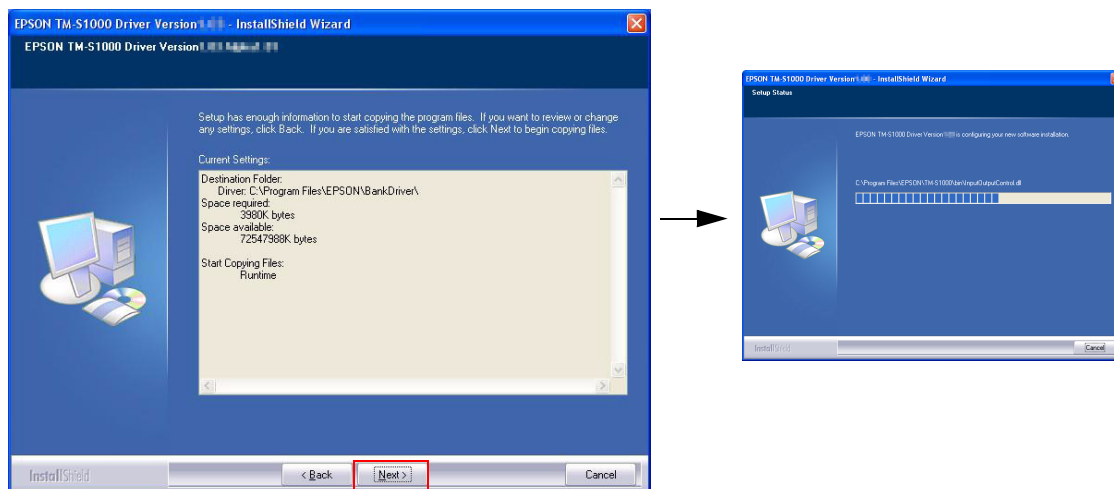 EPSON TM-S1000 Driver Version - InstallShield Wizard
EPSON TM-S1000 Driver Version
Setup has enough information to start copying the program files. If you want to review or change
any settings, click Back. If you are satisfied with the settings, click Next to begin copying files.
Current Settings:
Destination Folder:
Dirver: C:\Program Files\EPSON\BankDriver\
Space required:
3980K bytes
Space available:
72547988K bytes
Start Copying Files:
Runtime
InstallShield
< Back
Next >
Cancel
EPSON TM-S1000 Driver Version - InstallShield Wizard
Setup Status
EPSON TM-S1000 Driver Version is configuring your new software installation.
C:\Program Files\EPSON\TM-S1000\bin\InputOutputControl.dll
InstallShield
Cancel